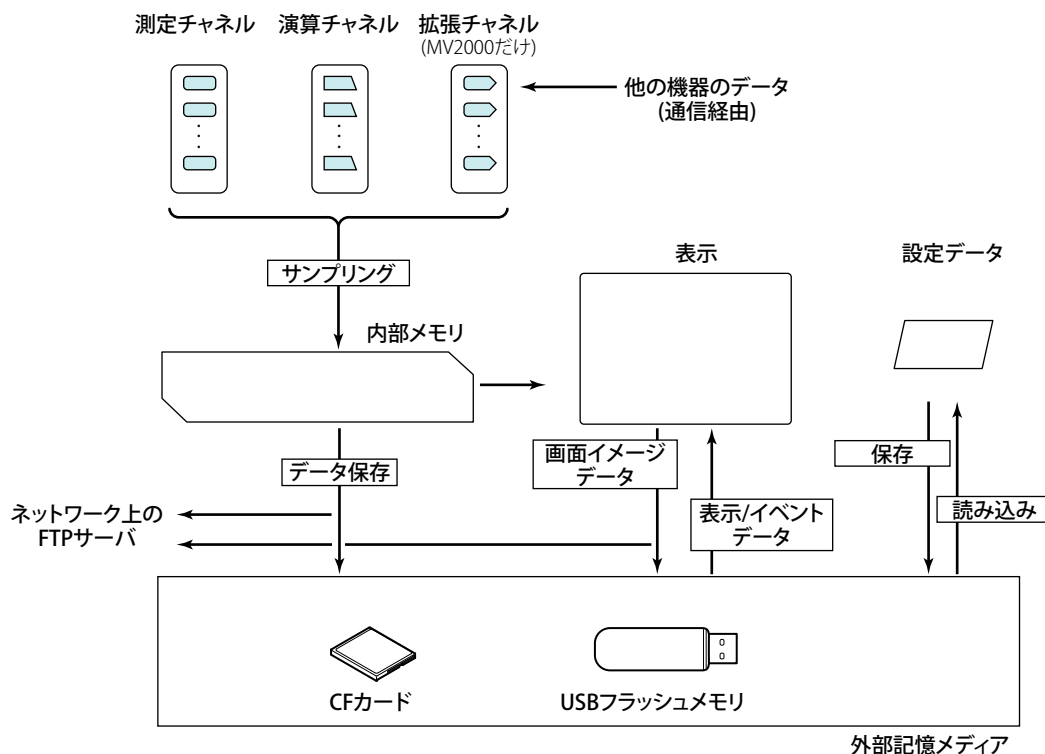 測定チャネル
演算チャネル
拡張チャネル
(MV2000だけ)
他の機器のデータ
(通信経由)
サンプリング
表示
設定データ
内部メモリ
データ保存
画面イメージ
データ
保存
ネットワーク上の
FTPサーバ
表示/イベント
データ
読み込み
CFカード
USBフラッシュメモリ
外部記憶メディア